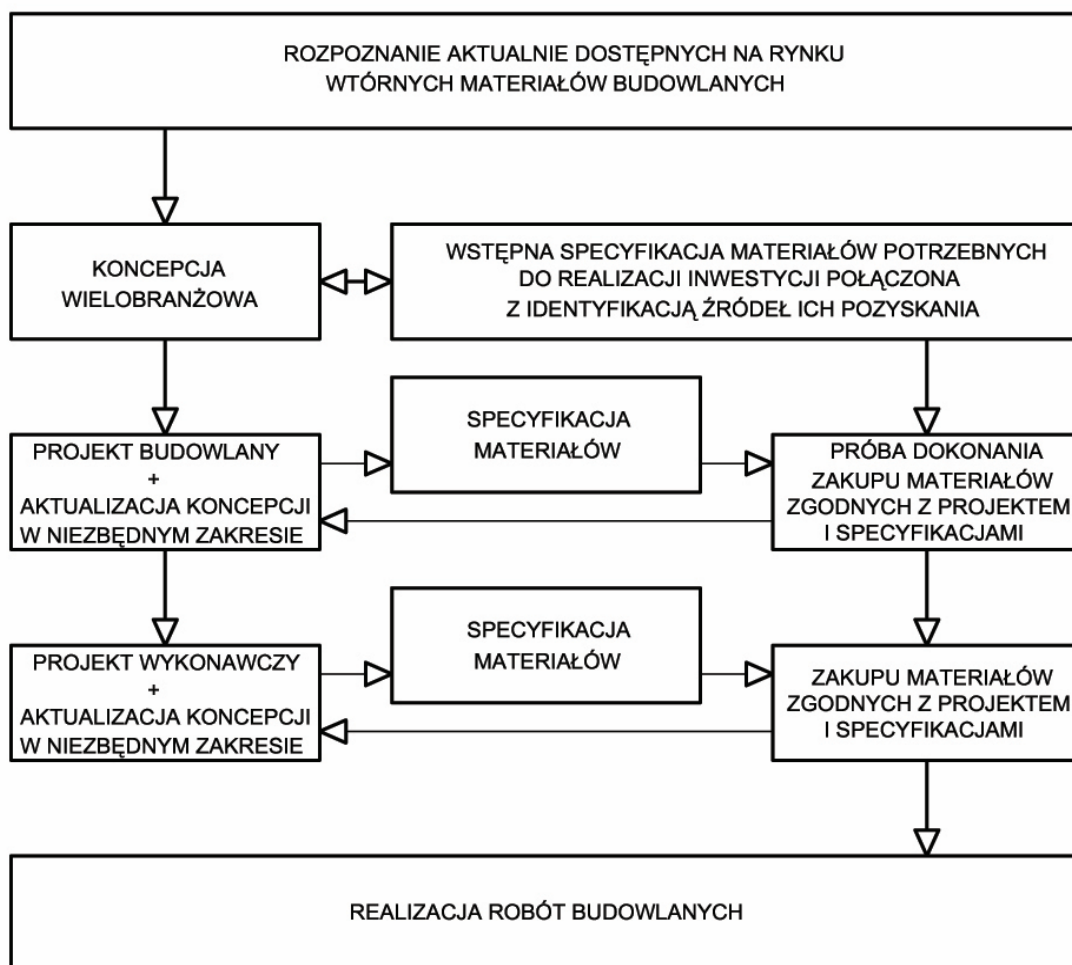 ROZPOZNANIE AKTUALNIE DOSTĘPNYCH NA RYNKU
WTÓRNYCH MATERIAŁÓW BUDOWLANYCH
KONCEPCJA
WIELOBRANŻOWA
WSTĘPNA SPECYFIKACJA MATERIAŁÓW POTRZEBNYCH
DO REALIZACJI INWESTYCJI POŁĄCZONA
Z IDENTYFIKACJĄ ŹRÓDEŁ ICH POZYSKANIA
PROJEKT BUDOWLANY
+
AKTUALIZACJA KONCEPCJI
W NIEZBĘDNYM ZAKRESIE
SPECYFIKACJA
MATERIAŁÓW
PRÓBA DOKONANIA
ZAKUPU MATERIAŁÓW
ZGODNYCH Z PROJEKTEM
I SPECYFIKACJAMI
PROJEKT WYKONAWCZY
+
AKTUALIZACJA KONCEPCJI
W NIEZBĘDNYM ZAKRESIE
SPECYFIKACJA
MATERIAŁÓW
ZAKUPU MATERIAŁÓW
ZGODNYCH Z PROJEKTEM
I SPECYFIKACJAMI
REALIZACJA ROBÓT BUDOWLANYCH